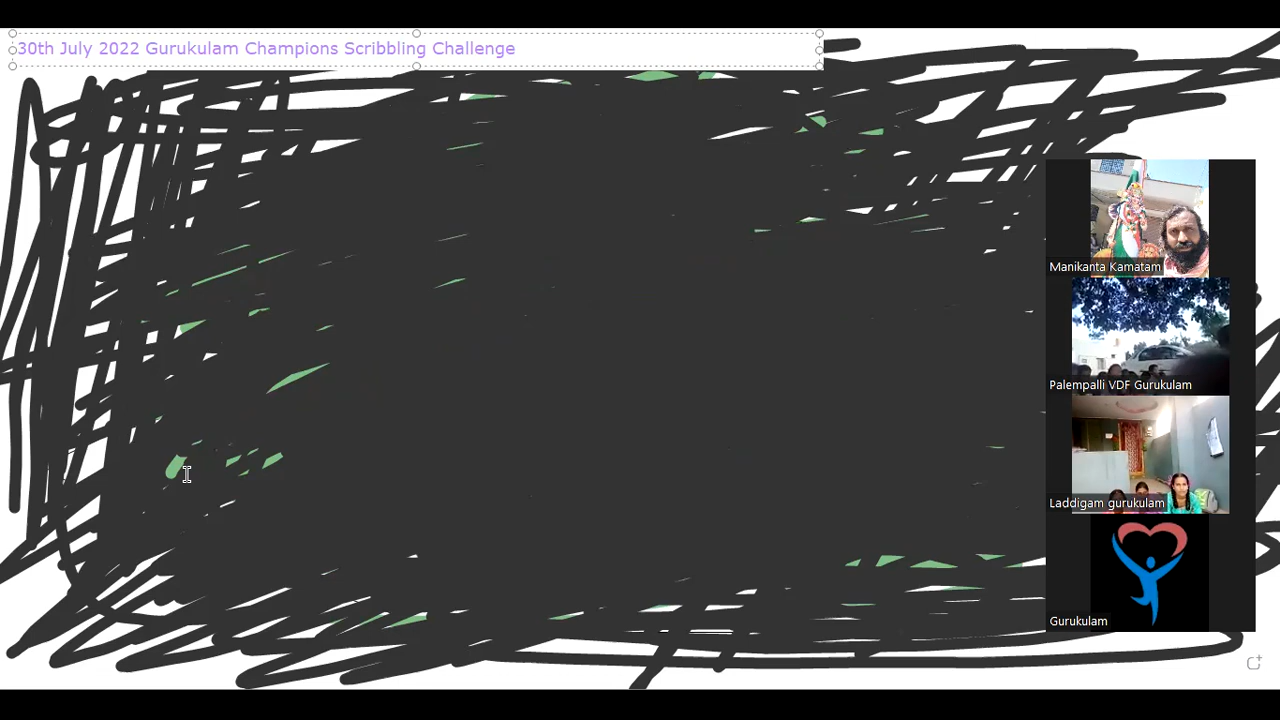 30th July 2022 Gurukulam Champions Scribbling Challenge
Manikanta Kamatam
Palempalli VDF Gurukulam
Laddigam gurukulam
Gurukulam